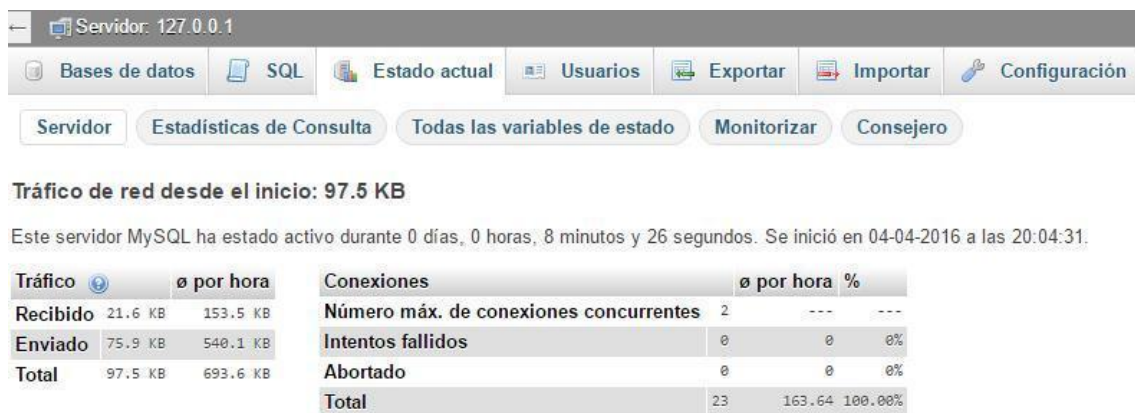 Servidor: 127.0.0.1
Bases de datos SQL Estado actual Usuarios Exportar Importar Configuración
Servidor Estadísticas de Consulta Todas las variables de estado Monitorizar Consejero
Tráfico de red desde el inicio: 97.5 KB
Este servidor MySQL ha estado activo durante 0 días, 0 horas, 8 minutos y 26 segundos. Se inició en 04-04-2016 a las 20:04:31.
Tráfico ø por hora
Recibido 21.6 KB 153.5 KB
Enviado 75.9 KB 540.1 KB
Total 97.5 KB 693.6 KB
Conexiones ø por hora %
Número máx. de conexiones concurrentes 2 --- ---
Intentos fallidos 0 0 0%
Abortado 0 0 0%
Total 23 163.64 100.00%